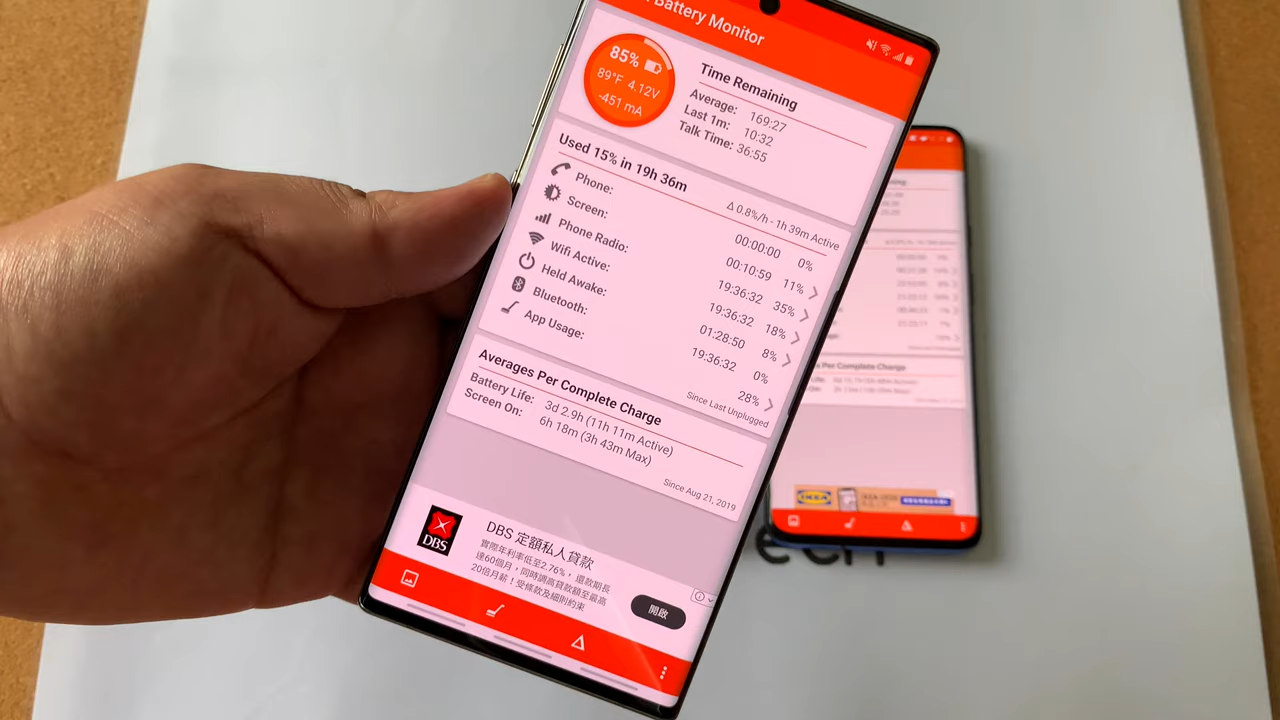 Battery Monitor
85%
89°F 4.12V
-451 mA
Time Remaining
Average: 169:27
Last 1m: 10:32
Talk Time: 36:55
Used 15% in 19h 36m
Δ 0.8%/h - 1h 39m Active
Phone: 00:00:00 0%
Screen: 00:10:59 11%
Phone Radio: 19:36:32 35%
Wifi Active: 19:36:32 18%
Held Awake: 01:28:50 8%
Bluetooth: 19:36:32 0%
App Usage: 28%
Since Last Unplugged
Averages Per Complete Charge
Battery Life: 3d 2.9h (11h 11m Active)
Screen On: 6h 18m (3h 43m Max)
Since Aug 21, 2019
DBS
DBS 定額私人貸款
實際年利率低至2.76%，還款期長
達60個月，同時調高貸款額至最高
20倍月薪！受條款及細則約束
開啟
Per Complete Charge
IKEA